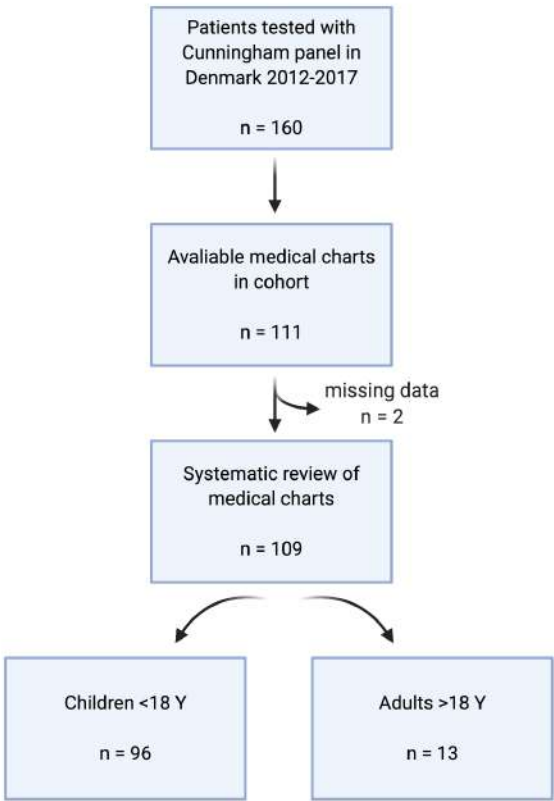 Patients tested with
Cunningham panel in
Denmark 2012-2017
n = 160
Avaliable medical charts
in cohort
n = 111
missing data
n = 2
Systematic review of
medical charts
n = 109
Children <18 Y
n = 96
Adults >18 Y
n = 13